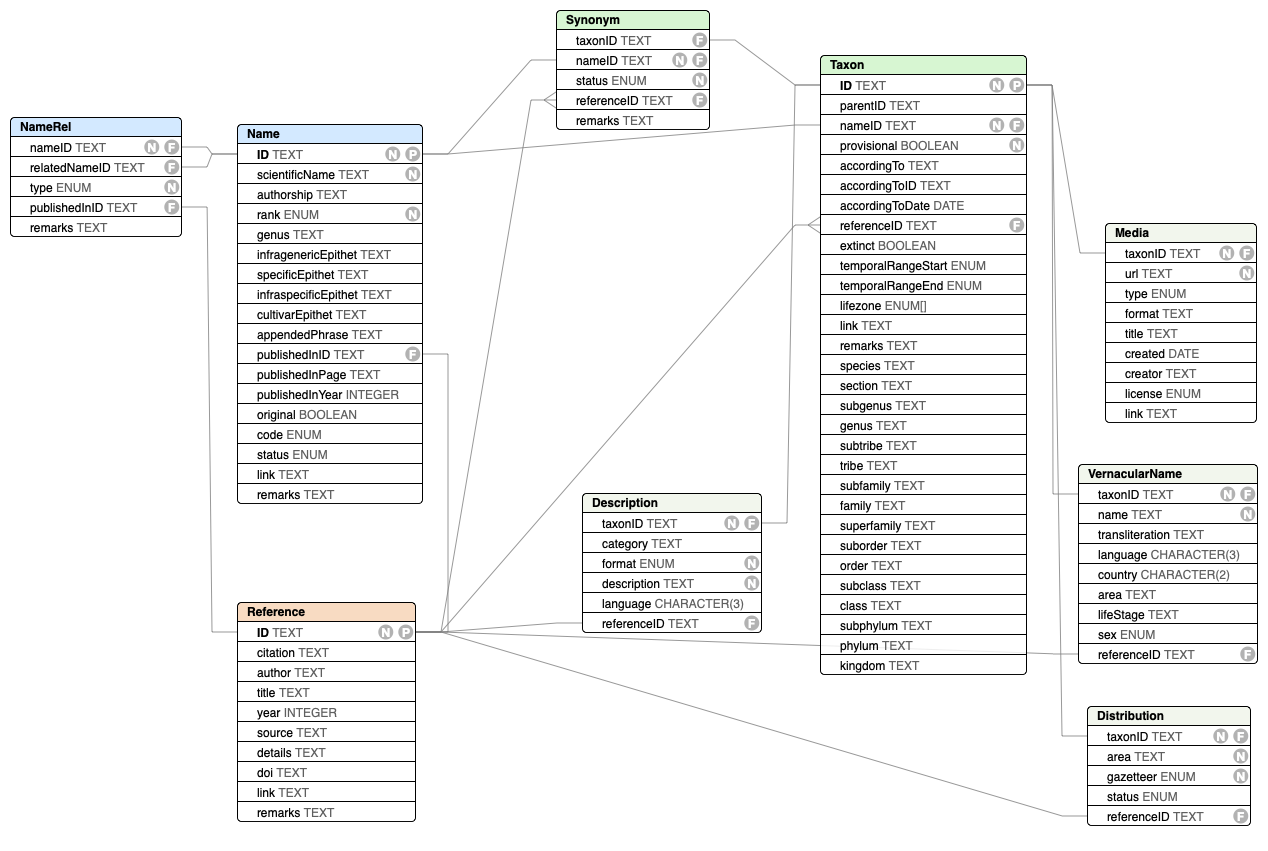 Synonym
taxonID TEXT F
nameID TEXT N F
status ENUM N
referenceID TEXT F
remarks TEXT
Taxon
ID TEXT N P
parentID TEXT
nameID TEXT N F
provisional BOOLEAN N
accordingTo TEXT
accordingToID TEXT
accordingToDate DATE
referenceID TEXT F
extinct BOOLEAN
temporalRangeStart ENUM
temporalRangeEnd ENUM
lifezone ENUM[]
link TEXT
remarks TEXT
species TEXT
section TEXT
subgenus TEXT
genus TEXT
subtribe TEXT
tribe TEXT
subfamily TEXT
family TEXT
superfamily TEXT
suborder TEXT
order TEXT
subclass TEXT
class TEXT
subphylum TEXT
phylum TEXT
kingdom TEXT
NameRel
nameID TEXT N F
relatedNameID TEXT F
type ENUM N
publishedInID TEXT F
remarks TEXT
Name
ID TEXT N P
scientificName TEXT N
authorship TEXT
rank ENUM N
genus TEXT
infragenericEpithet TEXT
specificEpithet TEXT
infraspecificEpithet TEXT
cultivarEpithet TEXT
appendedPhrase TEXT
publishedInID TEXT F
publishedInPage TEXT
publishedInYear INTEGER
original BOOLEAN
code ENUM
status ENUM
link TEXT
remarks TEXT
Media
taxonID TEXT N F
url TEXT N
type ENUM
format TEXT
title TEXT
created DATE
creator TEXT
license ENUM
link TEXT
VernacularName
taxonID TEXT N F
name TEXT N
transliteration TEXT
language CHARACTER(3)
country CHARACTER(2)
area TEXT
lifeStage TEXT
sex ENUM
referenceID TEXT F
Description
taxonID TEXT N F
category TEXT
format ENUM N
description TEXT N
language CHARACTER(3)
referenceID TEXT F
Reference
ID TEXT N P
citation TEXT
author TEXT
title TEXT
year INTEGER
source TEXT
details TEXT
doi TEXT
link TEXT
remarks TEXT
Distribution
taxonID TEXT N F
area TEXT N
gazetteer ENUM N
status ENUM
referenceID TEXT F